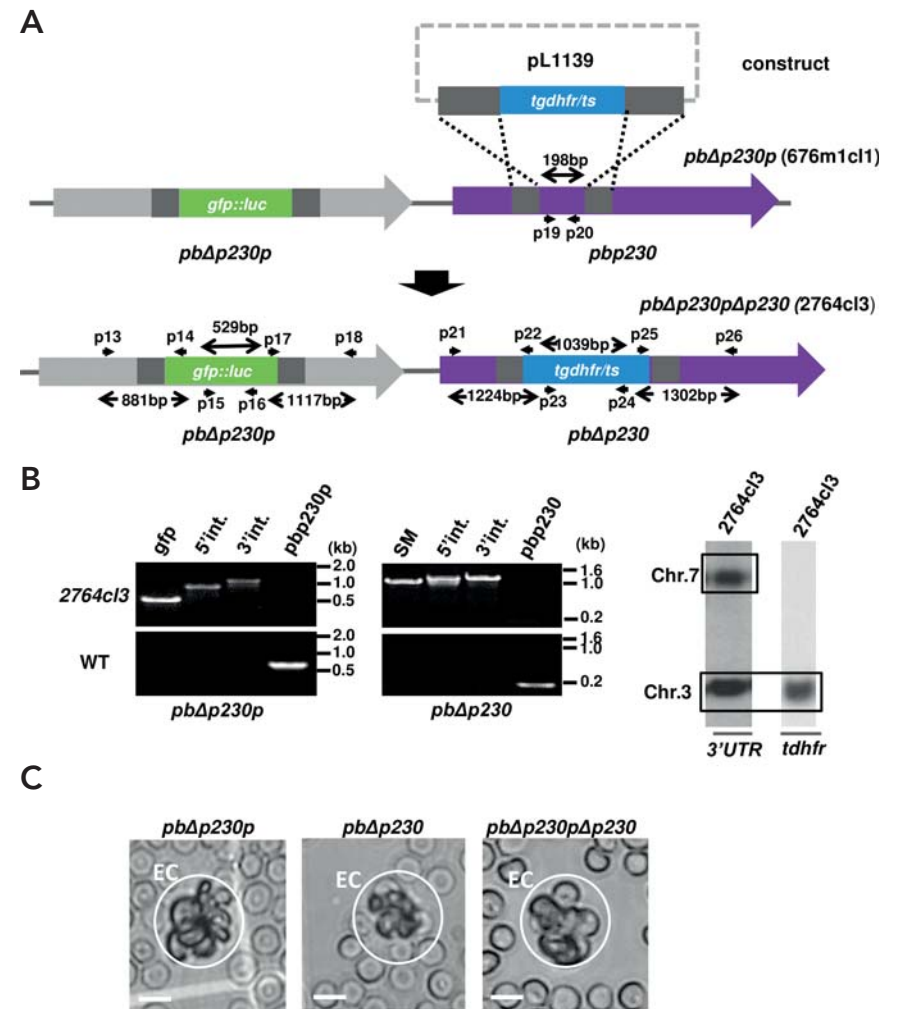 A
pL1139
construct
tgdhfr/ts
198bp
pbΔp230p (676m1cl1)
gfp::luc
p19 p20
pbΔp230p
pbp230
pbΔp230pΔp230 (2764cl3)
p13 p14 529bp p17 p18 p21 p22 1039bp p25 p26
gfp::luc tgdhfr/ts
881bp p15 p16 1117bp 1224bp p23 p24 1302bp
pbΔp230p pbΔp230
B
gfp 5'int. 3'int. pbp230p (kb)
2764cl3
2.0
1.0
0.5
WT
2.0
1.0
0.5
pbΔp230p
SM 5'int. 3'int. pbp230 (kb)
1.6
1.0
0.2
1.6
1.0
0.2
pbΔp230
2764cl3 2764cl3
Chr.7
Chr.3
3'UTR tdhfr
C
pbΔp230p pbΔp230 pbΔp230pΔp230
EC EC EC